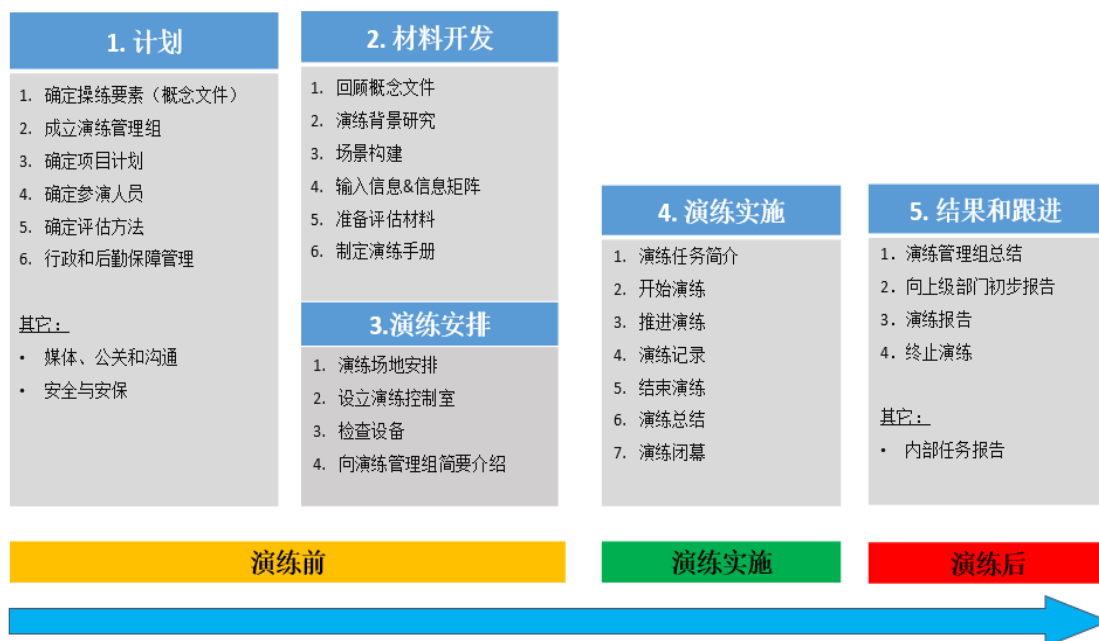 1. 计划
1. 确定操练要素（概念文件）
2. 成立演练管理组
3. 确定项目计划
4. 确定参演人员
5. 确定评估方法
6. 行政和后勤保障管理
其它：
• 媒体、公关和沟通
• 安全与安保
2. 材料开发
1. 回顾概念文件
2. 演练背景研究
3. 场景构建
4. 输入信息&信息矩阵
5. 准备评估材料
6. 制定演练手册
3.演练安排
1. 演练场地安排
2. 设立演练控制室
3. 检查设备
4. 向演练管理组简要介绍
4. 演练实施
1. 演练任务简介
2. 开始演练
3. 推进演练
4. 演练记录
5. 结束演练
6. 演练总结
7. 演练闭幕
5. 结果和跟进
1. 演练管理组总结
2. 向上级部门初步报告
3. 演练报告
4. 终止演练
其它：
• 内部任务报告
演练前
演练实施
演练后